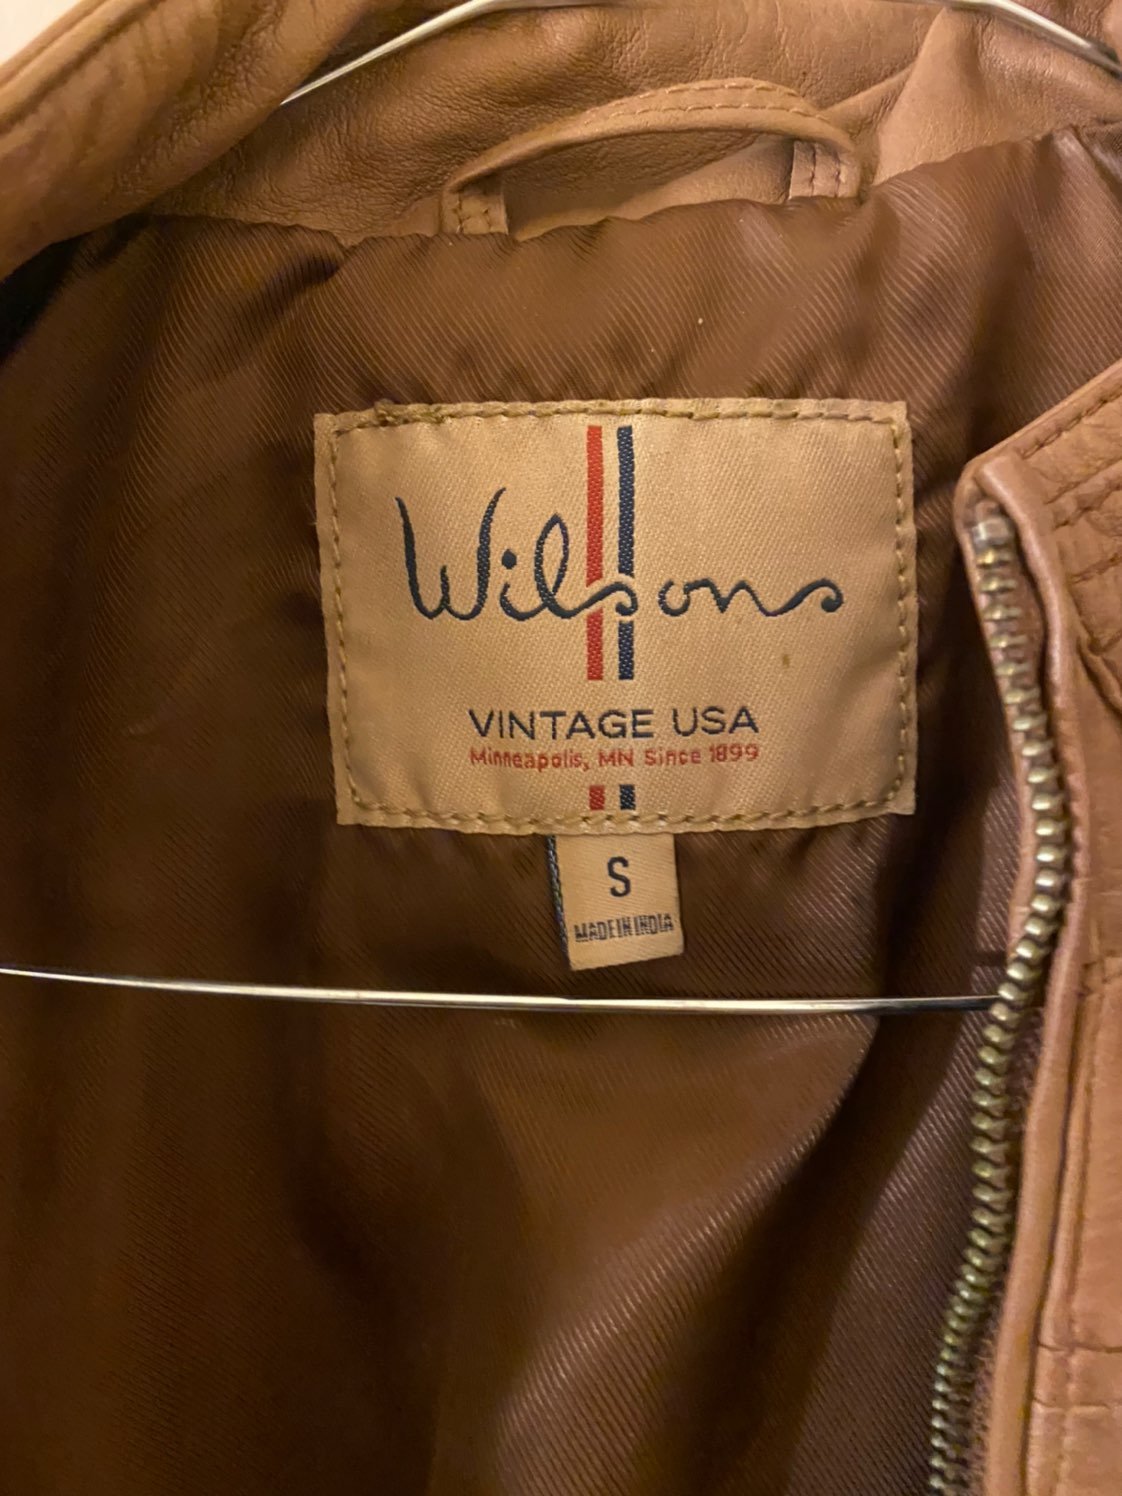 Wilsons
VINTAGE USA
Minneapolis, MN Since 1899
S
MADE IN INDIA